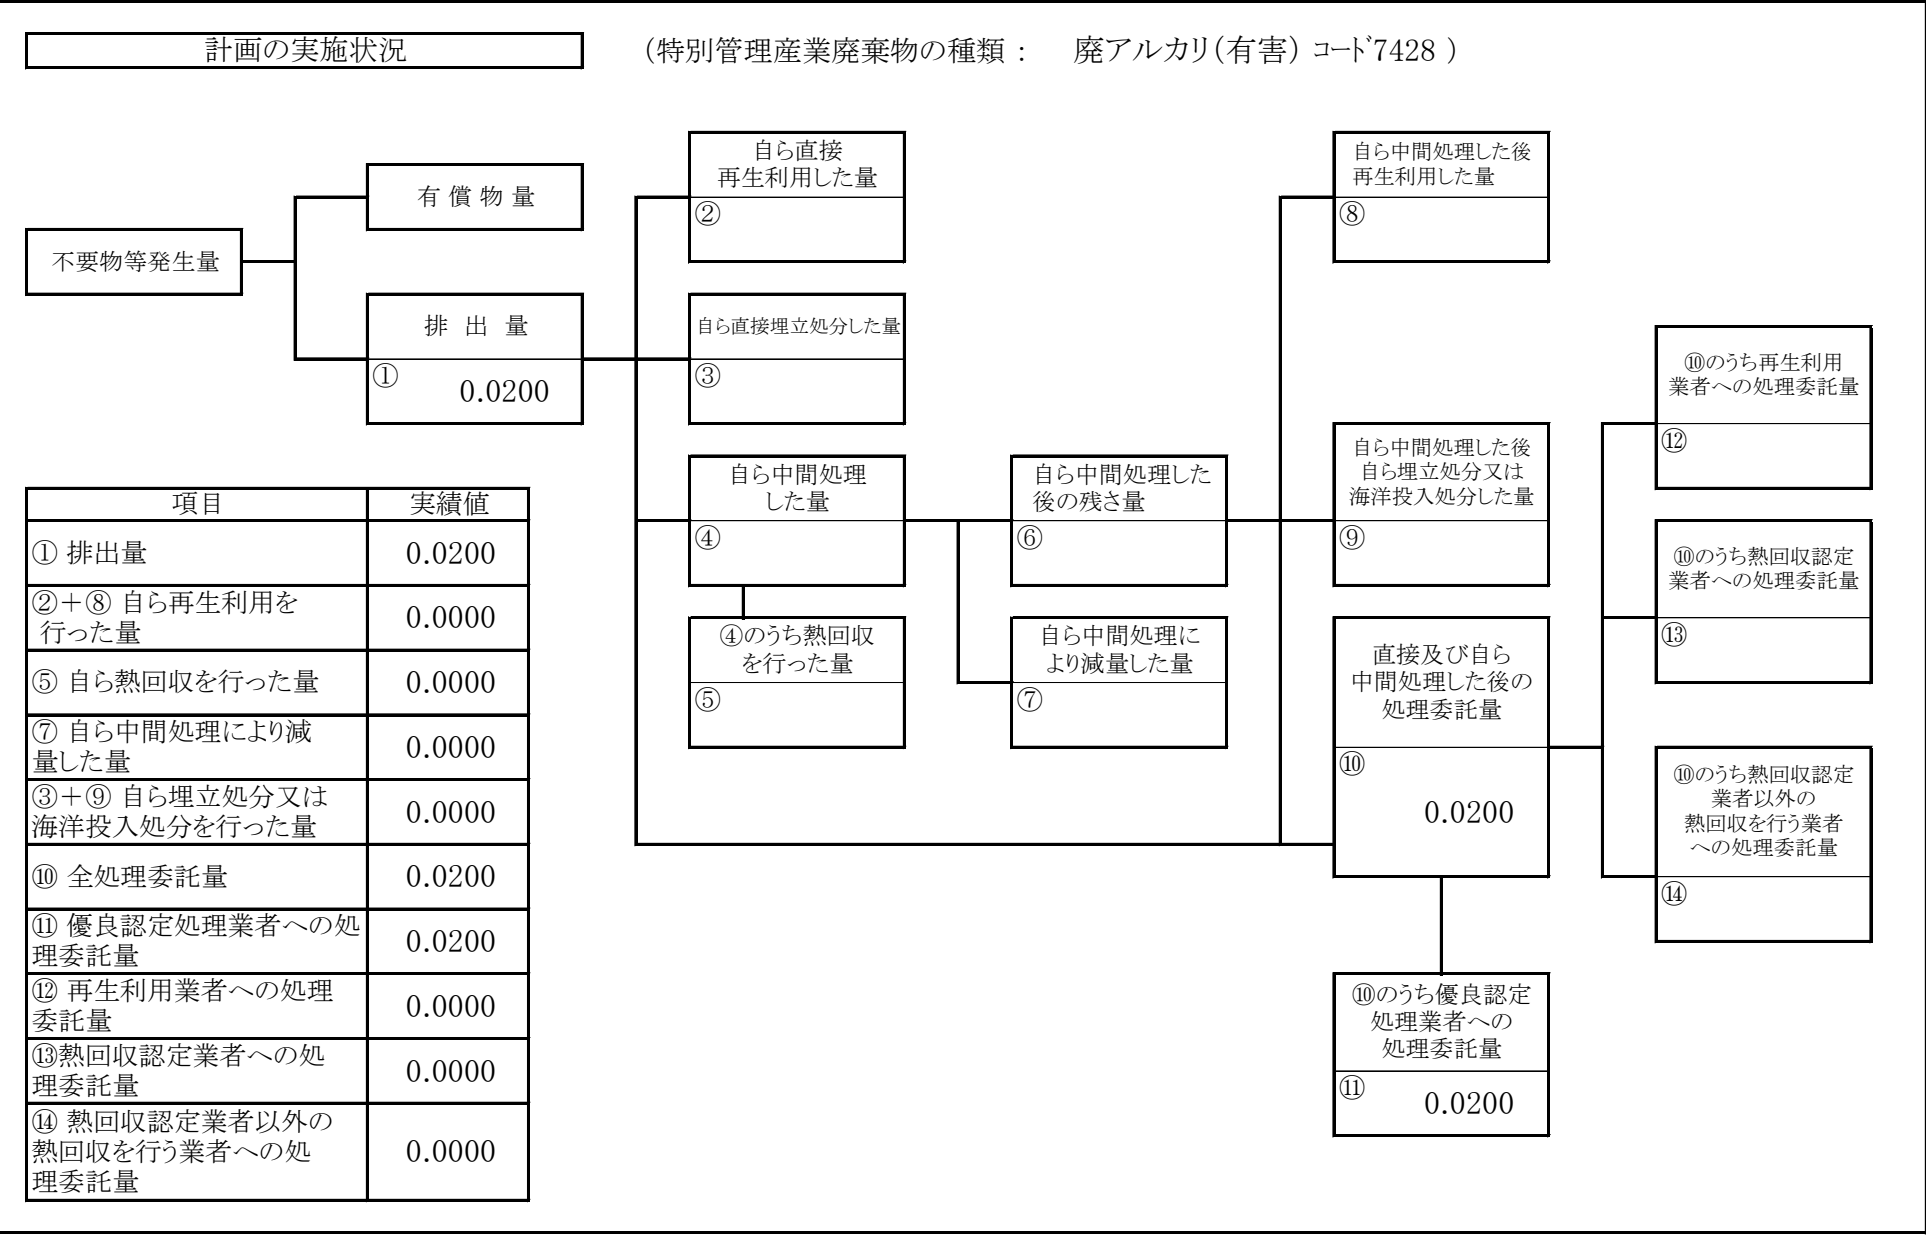 計画の実施状況
（特別管理産業廃棄物の種類： 廃アルカリ（有害） コード7428 ）
不要物等発生量
有 償 物 量
排 出 量
①
0.0200
自ら直接
再生利用した量
②
自ら直接埋立処分した量
③
自ら中間処理
した量
④
④のうち熱回収
を行った量
⑤
自ら中間処理した
後の残さ量
⑥
自ら中間処理に
より減量した量
⑦
自ら中間処理した後
再生利用した量
⑧
自ら中間処理した後
自ら埋立処分又は
海洋投入処分した量
⑨
直接及び自ら
中間処理した後の
処理委託量
⑩
0.0200
⑩のうち優良認定
処理業者への
処理委託量
⑪
0.0200
⑩のうち再生利用
業者への処理委託量
⑫
⑩のうち熱回収認定
業者への処理委託量
⑬
⑩のうち熱回収認定
業者以外の
熱回収を行う業者
への処理委託量
⑭
項目 実績値
① 排出量 0.0200
②＋⑧ 自ら再生利用を
行った量 0.0000
⑤ 自ら熱回収を行った量 0.0000
⑦ 自ら中間処理により減
量した量 0.0000
③＋⑨ 自ら埋立処分又は
海洋投入処分を行った量 0.0000
⑩ 全処理委託量 0.0200
⑪ 優良認定処理業者への処
理委託量 0.0200
⑫ 再生利用業者への処理
委託量 0.0000
⑬熱回収認定業者への処
理委託量 0.0000
⑭ 熱回収認定業者以外の
熱回収を行う業者への処
理委託量 0.0000